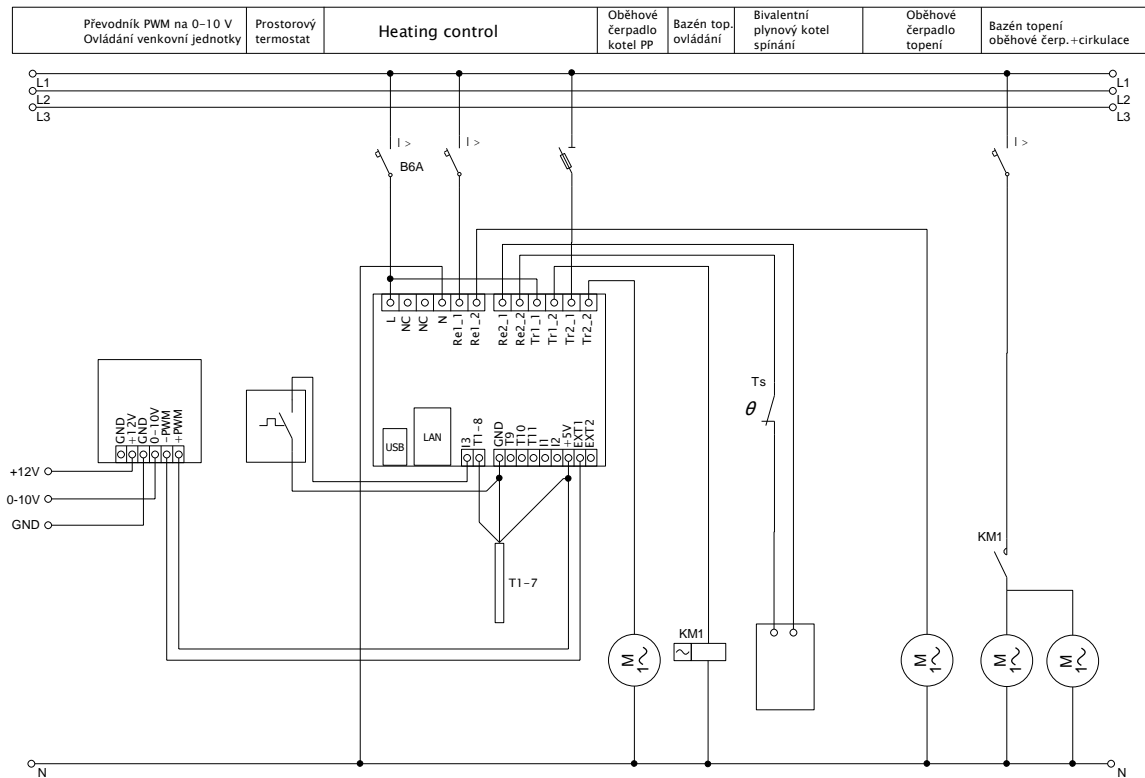 Převodník PWM na 0-10 V
Ovládání venkovní jednotky
Prostorový
termostat
Heating control
Oběhové
čerpadlo
kotel PP
Bazén top.
ovládání
Bivalentní
plynový kotel
spínání
Oběhové
čerpadlo
topení
Bazén topení
oběhové čerp.+cirkulace
L1
L1
L2
L2
L3
L3
I >
B6A
I >
I >
L
NC
NC
N
Re1_1
Re1_2
Re2_1
Re2_2
Tr1_1
Tr1_2
Tr2_1
Tr2_2
Ts
θ
USB
LAN
GND
+12V
GND
0-10V
-PWM
+PWM
I3
T1-8
GND
T9
T10
T11
I1
I2
+5V
EXT1
EXT2
+12V
0-10V
GND
KM1
T1-7
KM1
M
1~
M
1~
M
1~
M
1~
N
N